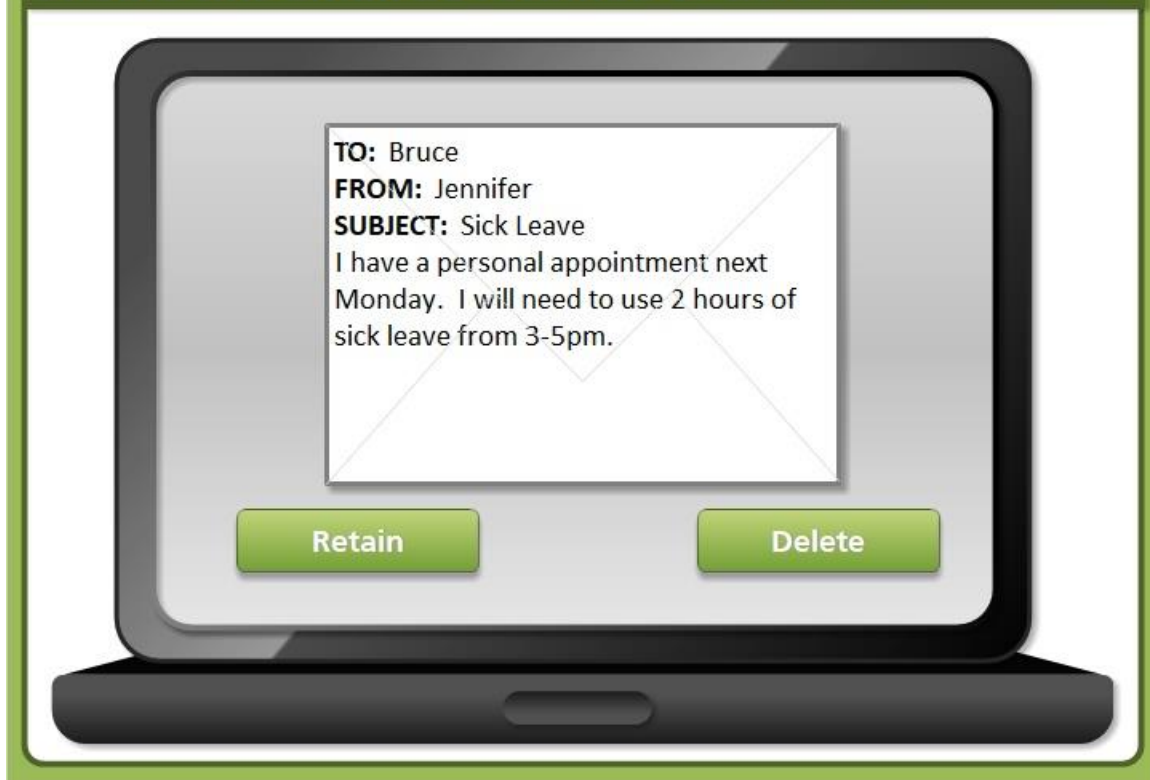 TO: Bruce
FROM: Jennifer
SUBJECT: Sick Leave
I have a personal appointment next
Monday. I will need to use 2 hours of
sick leave from 3-5pm.
Retain
Delete